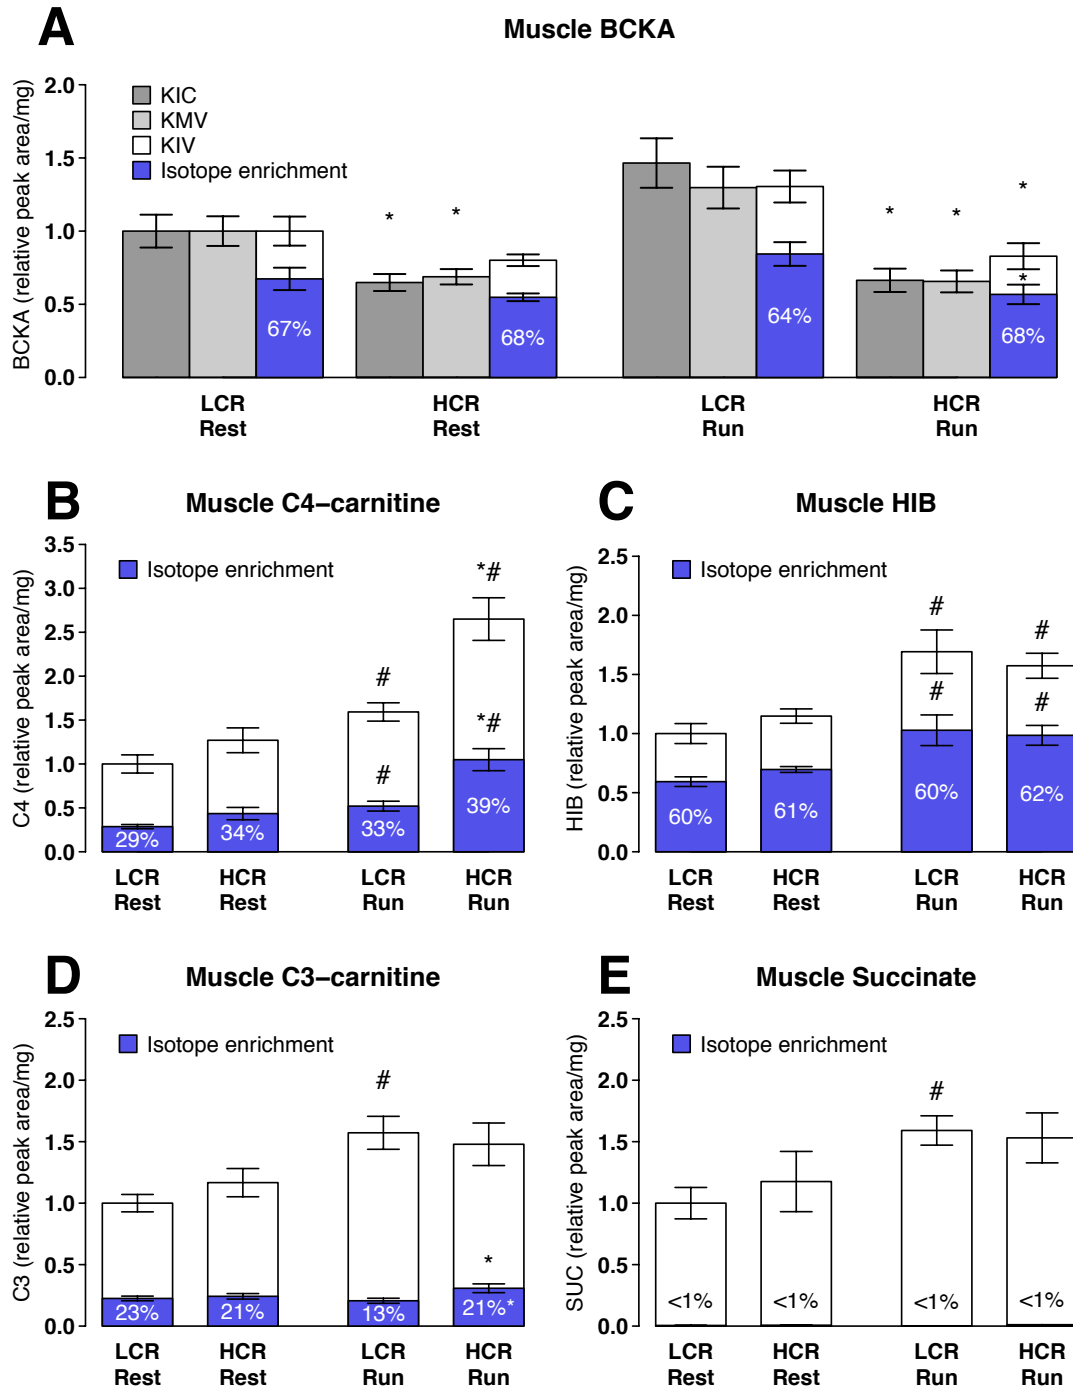 A
Muscle BCKA
BCKA (relative peak area/mg)
2.0
1.5
1.0
0.5
0.0
KIC
KMV
KIV
Isotope enrichment
* * * * *
*
67%
68%
64%
68%
LCR Rest
HCR Rest
LCR Run
HCR Run
B
Muscle C4−carnitine
C4 (relative peak area/mg)
3.5
3.0
2.5
2.0
1.5
1.0
0.5
0.0
Isotope enrichment
*#
#
*#
#
29%
34%
33%
39%
LCR Rest
HCR Rest
LCR Run
HCR Run
C
Muscle HIB
HIB (relative peak area/mg)
2.5
2.0
1.5
1.0
0.5
0.0
Isotope enrichment
#
#
#
#
60%
61%
60%
62%
LCR Rest
HCR Rest
LCR Run
HCR Run
D
Muscle C3−carnitine
C3 (relative peak area/mg)
2.5
2.0
1.5
1.0
0.5
0.0
Isotope enrichment
#
*
23%
21%
13%
21%*
LCR Rest
HCR Rest
LCR Run
HCR Run
E
Muscle Succinate
SUC (relative peak area/mg)
2.5
2.0
1.5
1.0
0.5
0.0
Isotope enrichment
#
<1%
<1%
<1%
<1%
LCR Rest
HCR Rest
LCR Run
HCR Run